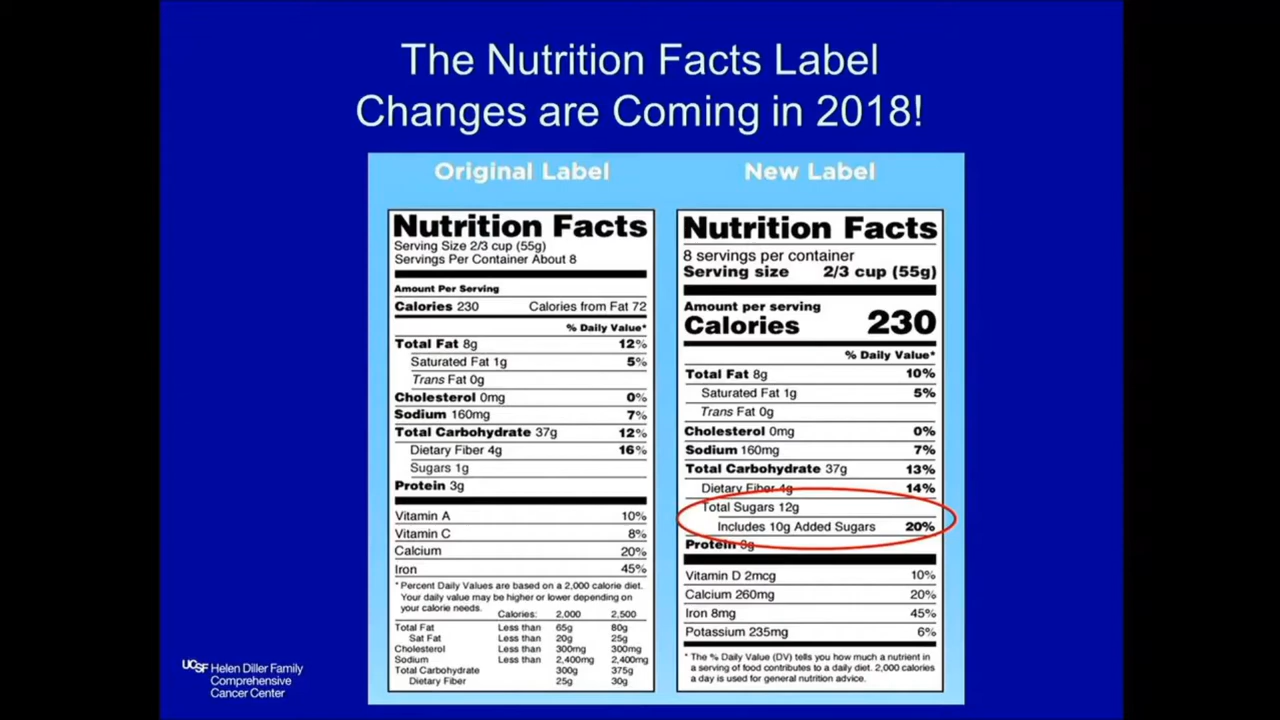 The Nutrition Facts Label
Changes are Coming in 2018!
Original Label
Nutrition Facts
Serving Size 2/3 cup (55g)
Servings Per Container About 8
Amount Per Serving
Calories 230 Calories from Fat 72
% Daily Value*
Total Fat 8g 12%
Saturated Fat 1g 5%
Trans Fat 0g
Cholesterol 0mg 0%
Sodium 160mg 7%
Total Carbohydrate 37g 12%
Dietary Fiber 4g 16%
Sugars 1g
Protein 3g
Vitamin A 10%
Vitamin C 8%
Calcium 20%
Iron 45%
* Percent Daily Values are based on a 2,000 calorie diet.
Your daily value may be higher or lower depending on
your calorie needs.
Calories: 2,000 2,500
Total Fat Less than 65g 80g
Sat Fat Less than 20g 25g
Cholesterol Less than 300mg 300mg
Sodium Less than 2,400mg 2,400mg
Total Carbohydrate 300g 375g
Dietary Fiber 25g 30g
New Label
Nutrition Facts
8 servings per container
Serving size 2/3 cup (55g)
Amount per serving
Calories 230
% Daily Value*
Total Fat 8g 10%
Saturated Fat 1g 5%
Trans Fat 0g
Cholesterol 0mg 0%
Sodium 160mg 7%
Total Carbohydrate 37g 13%
Dietary Fiber 4g 14%
Total Sugars 12g
Includes 10g Added Sugars 20%
Protein
Vitamin D 2mcg 10%
Calcium 260mg 20%
Iron 8mg 45%
Potassium 235mg 6%
* The % Daily Value (DV) tells you how much a nutrient in
a serving of food contributes to a daily diet. 2,000 calories
a day is used for general nutrition advice.
UCSF Helen Diller Family
Comprehensive
Cancer Center